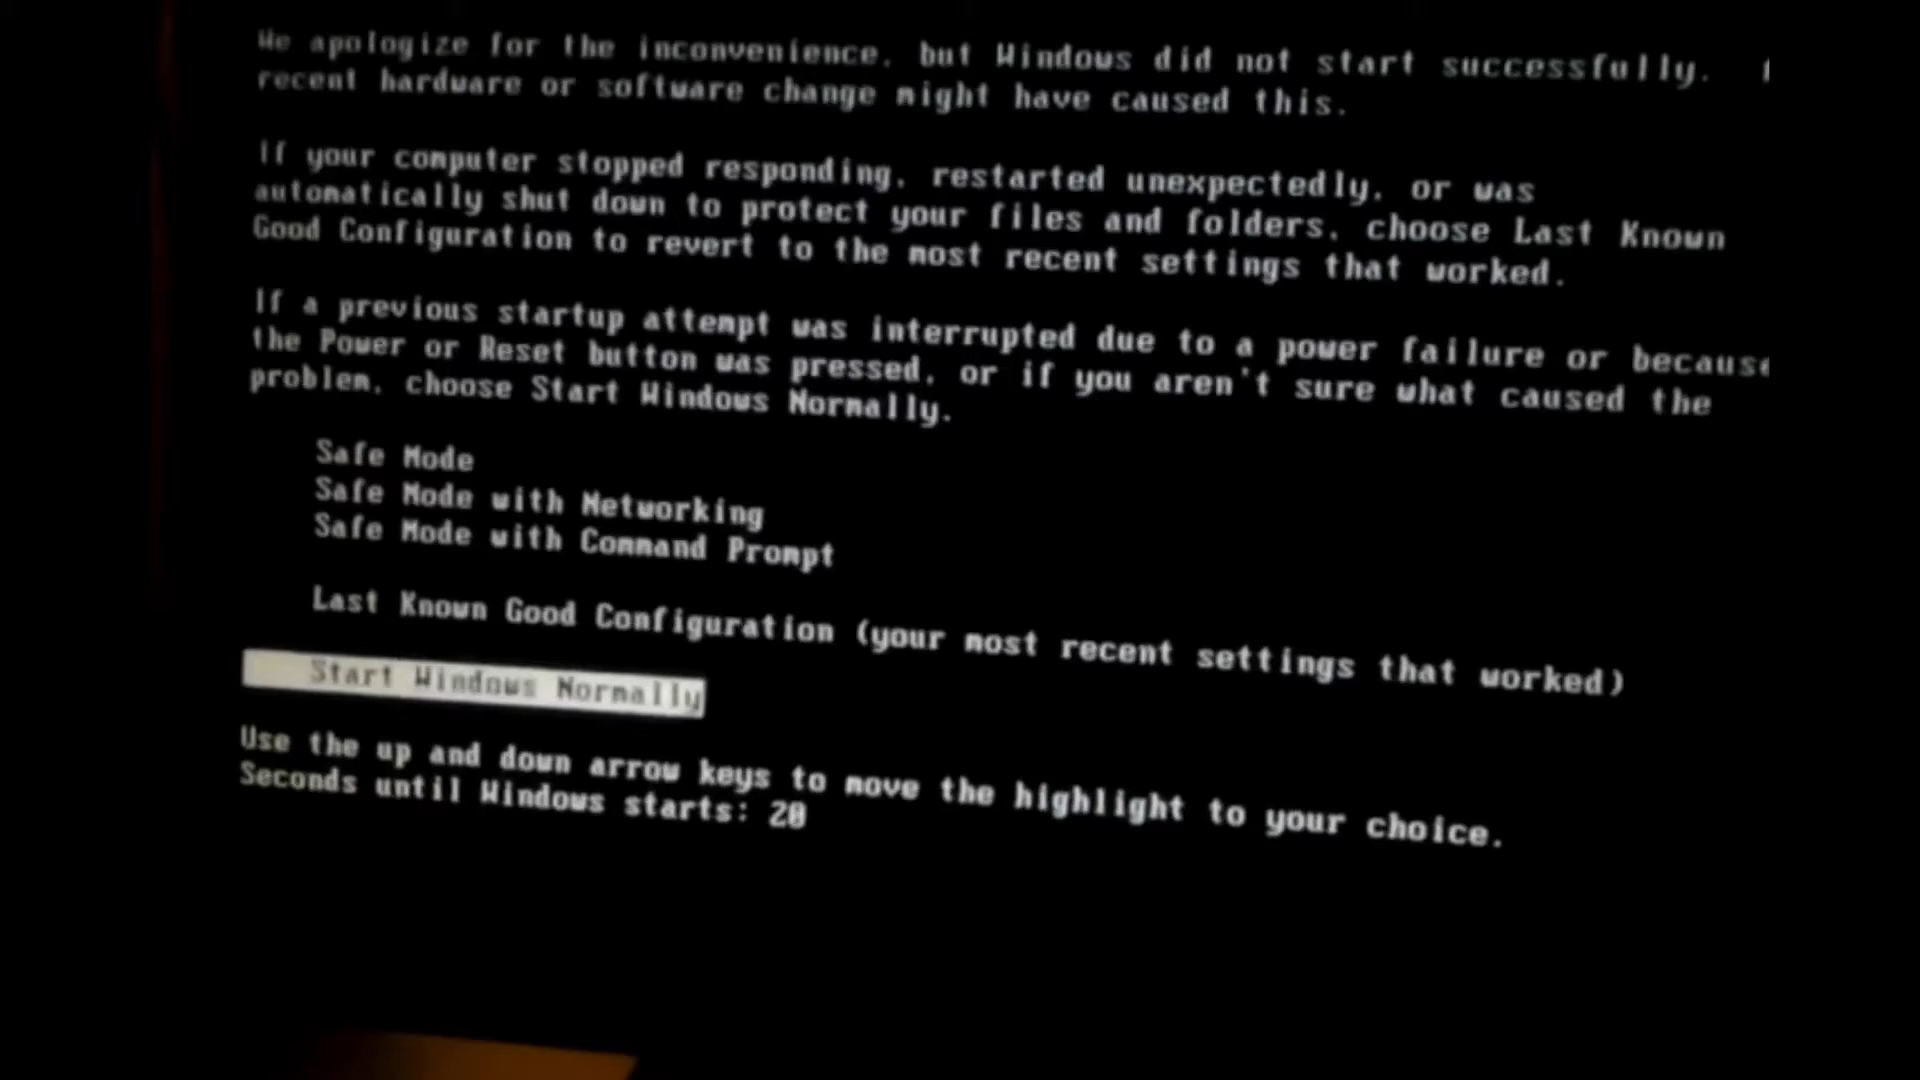 We apologize for the inconvenience, but Windows did not start successfully.
recent hardware or software change might have caused this.
If your computer stopped responding, restarted unexpectedly, or was
automatically shut down to protect your files and folders, choose Last Known
Good Configuration to revert to the most recent settings that worked.
If a previous startup attempt was interrupted due to a power failure or because
the Power or Reset button was pressed, or if you aren't sure what caused the
problem, choose Start Windows Normally.
Safe Mode
Safe Mode with Networking
Safe Mode with Command Prompt
Last Known Good Configuration (your most recent settings that worked)
Start Windows Normally
Use the up and down arrow keys to move the highlight to your choice.
Seconds until Windows starts: 20